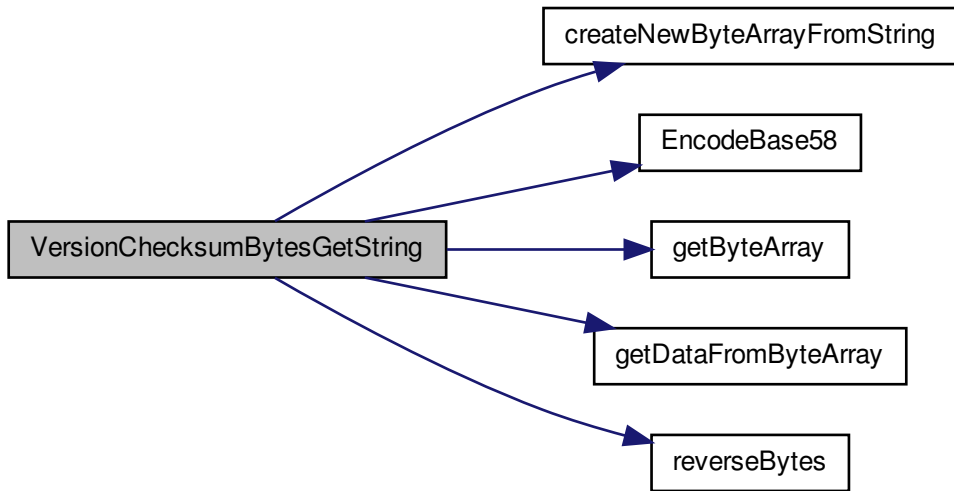 createNewByteArrayFromString
EncodeBase58
VersionChecksumBytesGetString
getByteArray
getDataFromByteArray
reverseBytes